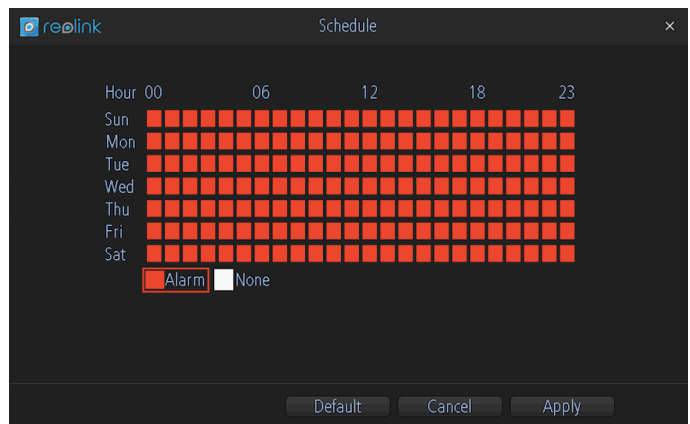 reolink Schedule ×
Hour 00 06 12 18 23
Sun
Mon
Tue
Wed
Thu
Fri
Sat
Alarm None
Default Cancel Apply